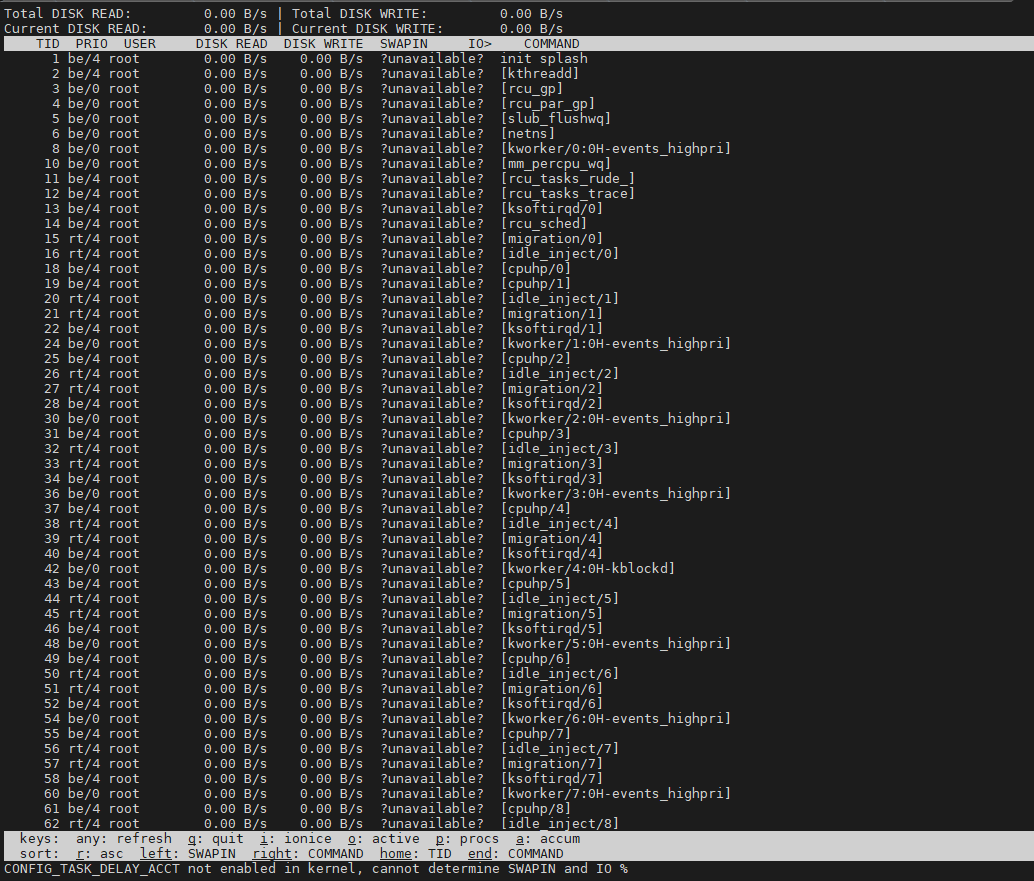 Total DISK READ:         0.00 B/s | Total DISK WRITE:         0.00 B/s
Current DISK READ:       0.00 B/s | Current DISK WRITE:       0.00 B/s
    TID  PRIO  USER     DISK READ  DISK WRITE  SWAPIN     IO>    COMMAND
      1 be/4 root        0.00 B/s    0.00 B/s  ?unavailable?  init splash
      2 be/4 root        0.00 B/s    0.00 B/s  ?unavailable?  [kthreadd]
      3 be/0 root        0.00 B/s    0.00 B/s  ?unavailable?  [rcu_gp]
      4 be/0 root        0.00 B/s    0.00 B/s  ?unavailable?  [rcu_par_gp]
      5 be/0 root        0.00 B/s    0.00 B/s  ?unavailable?  [slub_flushwq]
      6 be/0 root        0.00 B/s    0.00 B/s  ?unavailable?  [netns]
      8 be/0 root        0.00 B/s    0.00 B/s  ?unavailable?  [kworker/0:0H-events_highpri]
     10 be/0 root        0.00 B/s    0.00 B/s  ?unavailable?  [mm_percpu_wq]
     11 be/4 root        0.00 B/s    0.00 B/s  ?unavailable?  [rcu_tasks_rude_]
     12 be/4 root        0.00 B/s    0.00 B/s  ?unavailable?  [rcu_tasks_trace]
     13 be/4 root        0.00 B/s    0.00 B/s  ?unavailable?  [ksoftirqd/0]
     14 be/4 root        0.00 B/s    0.00 B/s  ?unavailable?  [rcu_sched]
     15 rt/4 root        0.00 B/s    0.00 B/s  ?unavailable?  [migration/0]
     16 rt/4 root        0.00 B/s    0.00 B/s  ?unavailable?  [idle_inject/0]
     18 be/4 root        0.00 B/s    0.00 B/s  ?unavailable?  [cpuhp/0]
     19 be/4 root        0.00 B/s    0.00 B/s  ?unavailable?  [cpuhp/1]
     20 rt/4 root        0.00 B/s    0.00 B/s  ?unavailable?  [idle_inject/1]
     21 rt/4 root        0.00 B/s    0.00 B/s  ?unavailable?  [migration/1]
     22 be/4 root        0.00 B/s    0.00 B/s  ?unavailable?  [ksoftirqd/1]
     24 be/0 root        0.00 B/s    0.00 B/s  ?unavailable?  [kworker/1:0H-events_highpri]
     25 be/4 root        0.00 B/s    0.00 B/s  ?unavailable?  [cpuhp/2]
     26 rt/4 root        0.00 B/s    0.00 B/s  ?unavailable?  [idle_inject/2]
     27 rt/4 root        0.00 B/s    0.00 B/s  ?unavailable?  [migration/2]
     28 be/4 root        0.00 B/s    0.00 B/s  ?unavailable?  [ksoftirqd/2]
     30 be/0 root        0.00 B/s    0.00 B/s  ?unavailable?  [kworker/2:0H-events_highpri]
     31 be/4 root        0.00 B/s    0.00 B/s  ?unavailable?  [cpuhp/3]
     32 rt/4 root        0.00 B/s    0.00 B/s  ?unavailable?  [idle_inject/3]
     33 rt/4 root        0.00 B/s    0.00 B/s  ?unavailable?  [migration/3]
     34 be/4 root        0.00 B/s    0.00 B/s  ?unavailable?  [ksoftirqd/3]
     36 be/0 root        0.00 B/s    0.00 B/s  ?unavailable?  [kworker/3:0H-events_highpri]
     37 be/4 root        0.00 B/s    0.00 B/s  ?unavailable?  [cpuhp/4]
     38 rt/4 root        0.00 B/s    0.00 B/s  ?unavailable?  [idle_inject/4]
     39 rt/4 root        0.00 B/s    0.00 B/s  ?unavailable?  [migration/4]
     40 be/4 root        0.00 B/s    0.00 B/s  ?unavailable?  [ksoftirqd/4]
     42 be/0 root        0.00 B/s    0.00 B/s  ?unavailable?  [kworker/4:0H-kblockd]
     43 be/4 root        0.00 B/s    0.00 B/s  ?unavailable?  [cpuhp/5]
     44 rt/4 root        0.00 B/s    0.00 B/s  ?unavailable?  [idle_inject/5]
     45 rt/4 root        0.00 B/s    0.00 B/s  ?unavailable?  [migration/5]
     46 be/4 root        0.00 B/s    0.00 B/s  ?unavailable?  [ksoftirqd/5]
     48 be/0 root        0.00 B/s    0.00 B/s  ?unavailable?  [kworker/5:0H-events_highpri]
     49 be/4 root        0.00 B/s    0.00 B/s  ?unavailable?  [cpuhp/6]
     50 rt/4 root        0.00 B/s    0.00 B/s  ?unavailable?  [idle_inject/6]
     51 rt/4 root        0.00 B/s    0.00 B/s  ?unavailable?  [migration/6]
     52 be/4 root        0.00 B/s    0.00 B/s  ?unavailable?  [ksoftirqd/6]
     54 be/0 root        0.00 B/s    0.00 B/s  ?unavailable?  [kworker/6:0H-events_highpri]
     55 be/4 root        0.00 B/s    0.00 B/s  ?unavailable?  [cpuhp/7]
     56 rt/4 root        0.00 B/s    0.00 B/s  ?unavailable?  [idle_inject/7]
     57 rt/4 root        0.00 B/s    0.00 B/s  ?unavailable?  [migration/7]
     58 be/4 root        0.00 B/s    0.00 B/s  ?unavailable?  [ksoftirqd/7]
     60 be/0 root        0.00 B/s    0.00 B/s  ?unavailable?  [kworker/7:0H-events_highpri]
     61 be/4 root        0.00 B/s    0.00 B/s  ?unavailable?  [cpuhp/8]
     62 rt/4 root        0.00 B/s    0.00 B/s  ?unavailable?  [idle_inject/8]
  keys:  any: refresh  q: quit  i: ionice  o: active  p: procs  a: accum
  sort:  r: asc  left: SWAPIN  right: COMMAND  home: TID  end: COMMAND
CONFIG_TASK_DELAY_ACCT not enabled in kernel, cannot determine SWAPIN and IO %